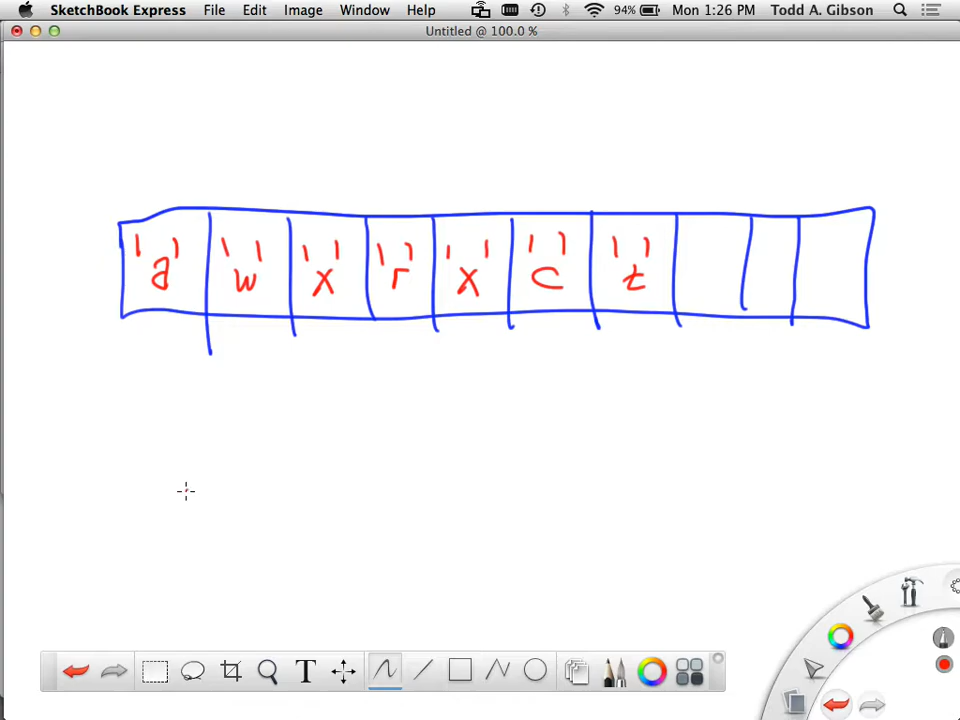 SketchBook Express File Edit Image Window Help 94% Mon 1:26 PM Todd A. Gibson
Untitled @ 100.0 %
'a' 'w' 'x' 'r' 'x' 'c' 't'
T